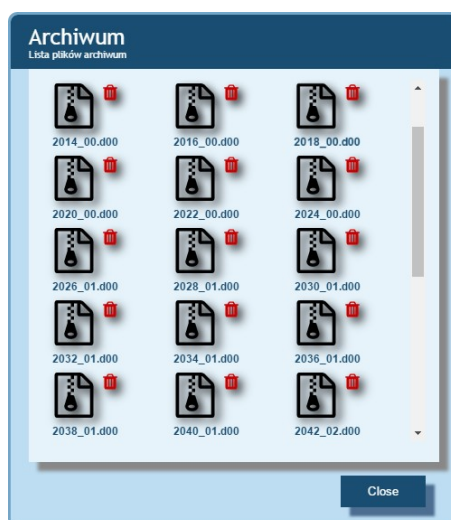 Archiwum
Lista plików archiwum
2014_00.d00 2016_00.d00 2018_00.d00
2020_00.d00 2022_00.d00 2024_00.d00
2026_01.d00 2028_01.d00 2030_01.d00
2032_01.d00 2034_01.d00 2036_01.d00
2038_01.d00 2040_01.d00 2042_02.d00
Close